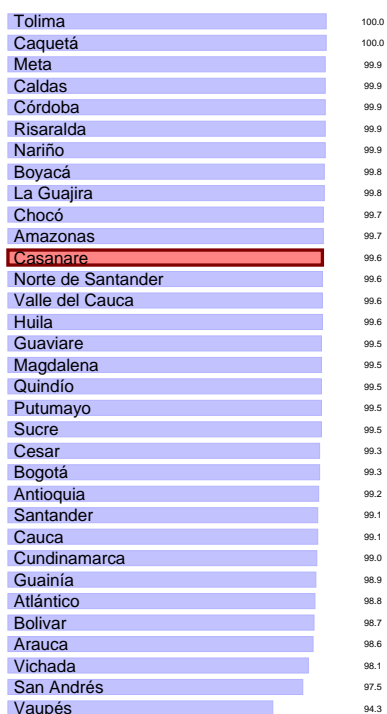 Tolima 100.0
Caquetá 100.0
Meta 99.9
Caldas 99.9
Córdoba 99.9
Risaralda 99.9
Nariño 99.9
Boyacá 99.8
La Guajira 99.8
Chocó 99.7
Amazonas 99.7
Casanare 99.6
Norte de Santander 99.6
Valle del Cauca 99.6
Huila 99.6
Guaviare 99.5
Magdalena 99.5
Quindío 99.5
Putumayo 99.5
Sucre 99.5
Cesar 99.3
Bogotá 99.3
Antioquia 99.2
Santander 99.1
Cauca 99.1
Cundinamarca 99.0
Guainía 98.9
Atlántico 98.8
Bolivar 98.7
Arauca 98.6
Vichada 98.1
San Andrés 97.5
Vaupés 94.3